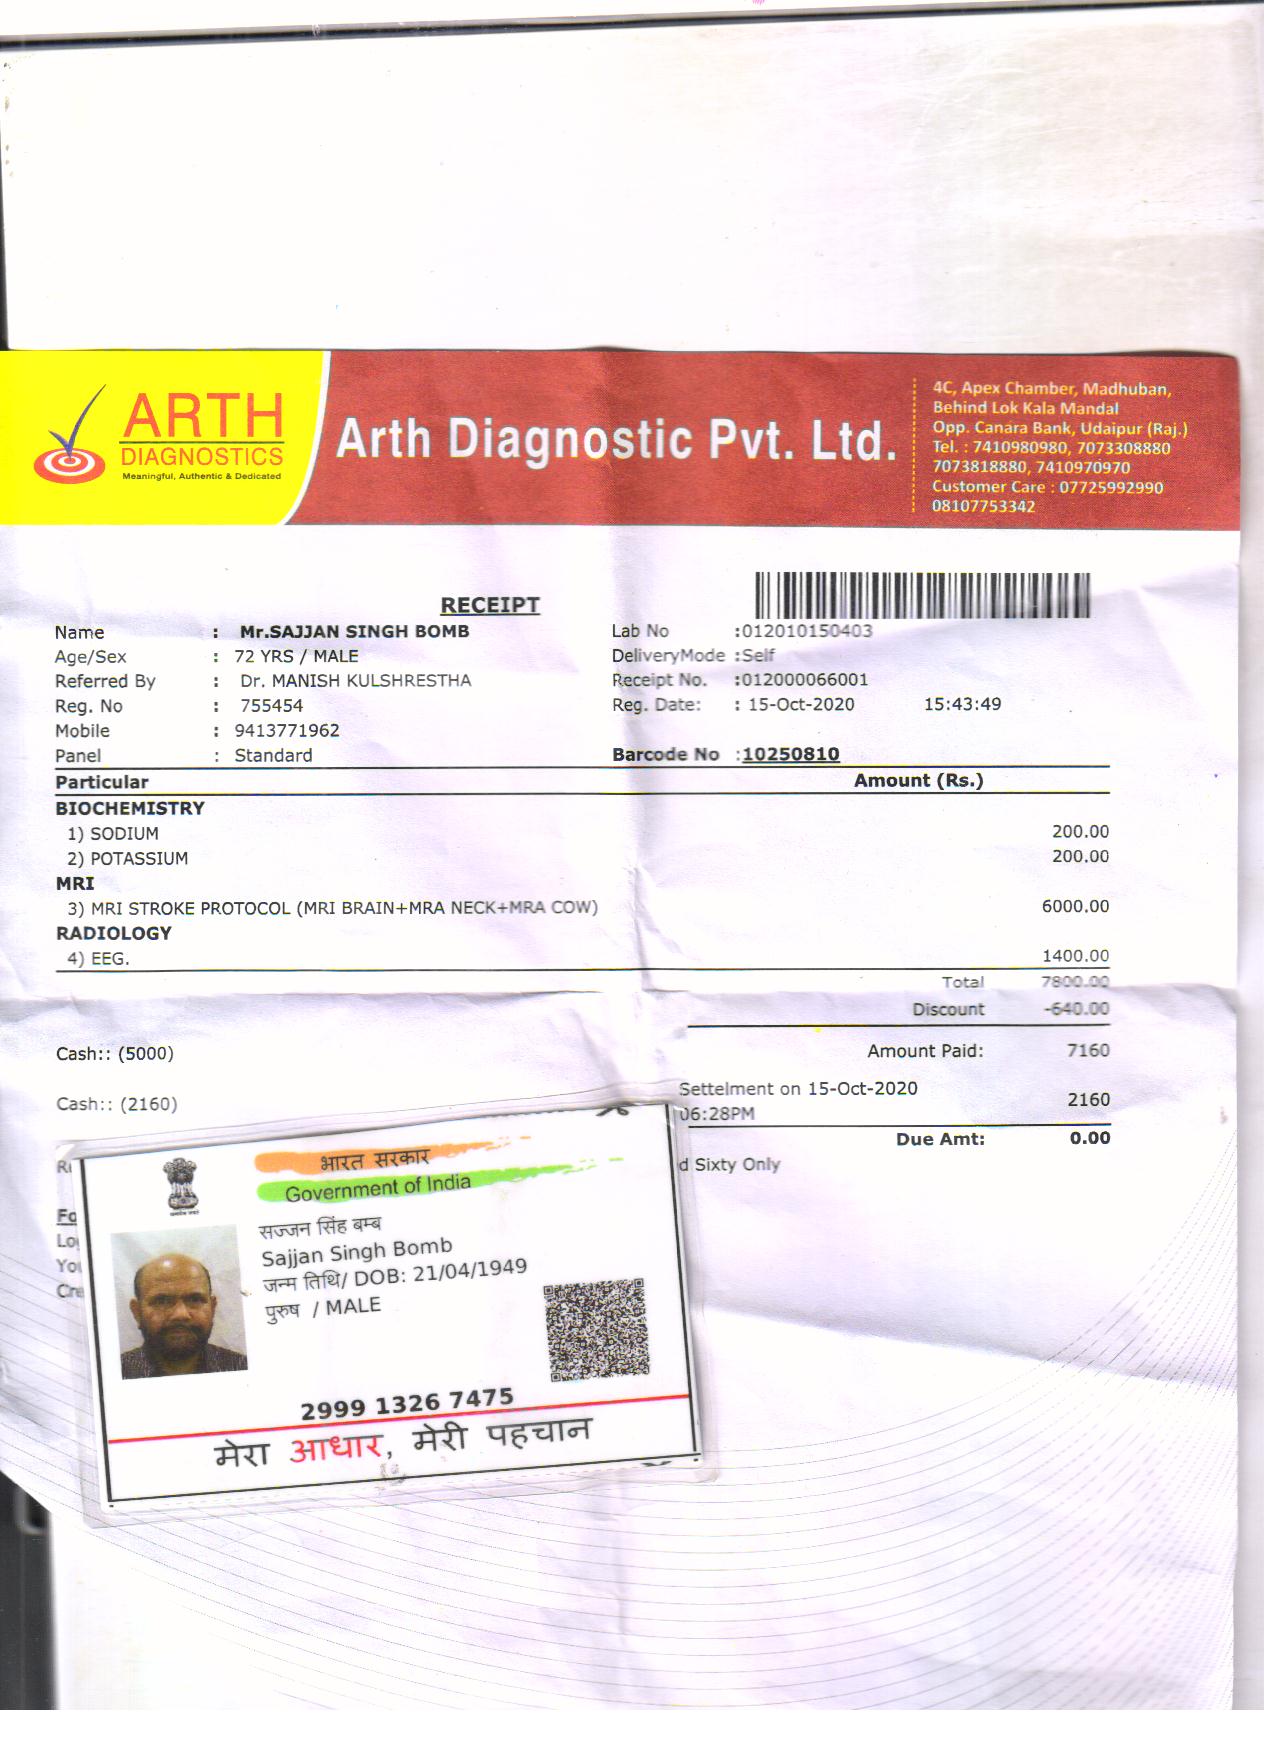 ARTH
DIAGNOSTICS
Meaningful, Authentic & Dedicated
Arth Diagnostic Pvt. Ltd.
4C, Apex Chamber, Madhuban,
Behind Lok Kala Mandal
Opp. Canara Bank, Udaipur (Raj.)
Tel. : 7410980980, 7073308880
7073818880, 7410970970
Customer Care : 07725992990
08107753342
RECEIPT
Name : Mr.SAJJAN SINGH BOMB Lab No :012010150403
Age/Sex : 72 YRS / MALE DeliveryMode :Self
Referred By : Dr. MANISH KULSHRESTHA Receipt No. :012000066001
Reg. No : 755454 Reg. Date: : 15-Oct-2020 15:43:49
Mobile : 9413771962
Panel : Standard Barcode No :10250810
Particular Amount (Rs.)
BIOCHEMISTRY
1) SODIUM 200.00
2) POTASSIUM 200.00
MRI
3) MRI STROKE PROTOCOL (MRI BRAIN+MRA NECK+MRA COW) 6000.00
RADIOLOGY
4) EEG. 1400.00
Total 7800.00
Discount -640.00
Cash:: (5000) Amount Paid: 7160
Cash:: (2160) Settelment on 15-Oct-2020 2160
06:28PM
Due Amt: 0.00
d Sixty Only
भारत सरकार
Government of India
सज्जन सिंह बम्ब
Sajjan Singh Bomb
जन्म तिथि/ DOB: 21/04/1949
पुरुष / MALE
2999 1326 7475
मेरा आधार, मेरी पहचान